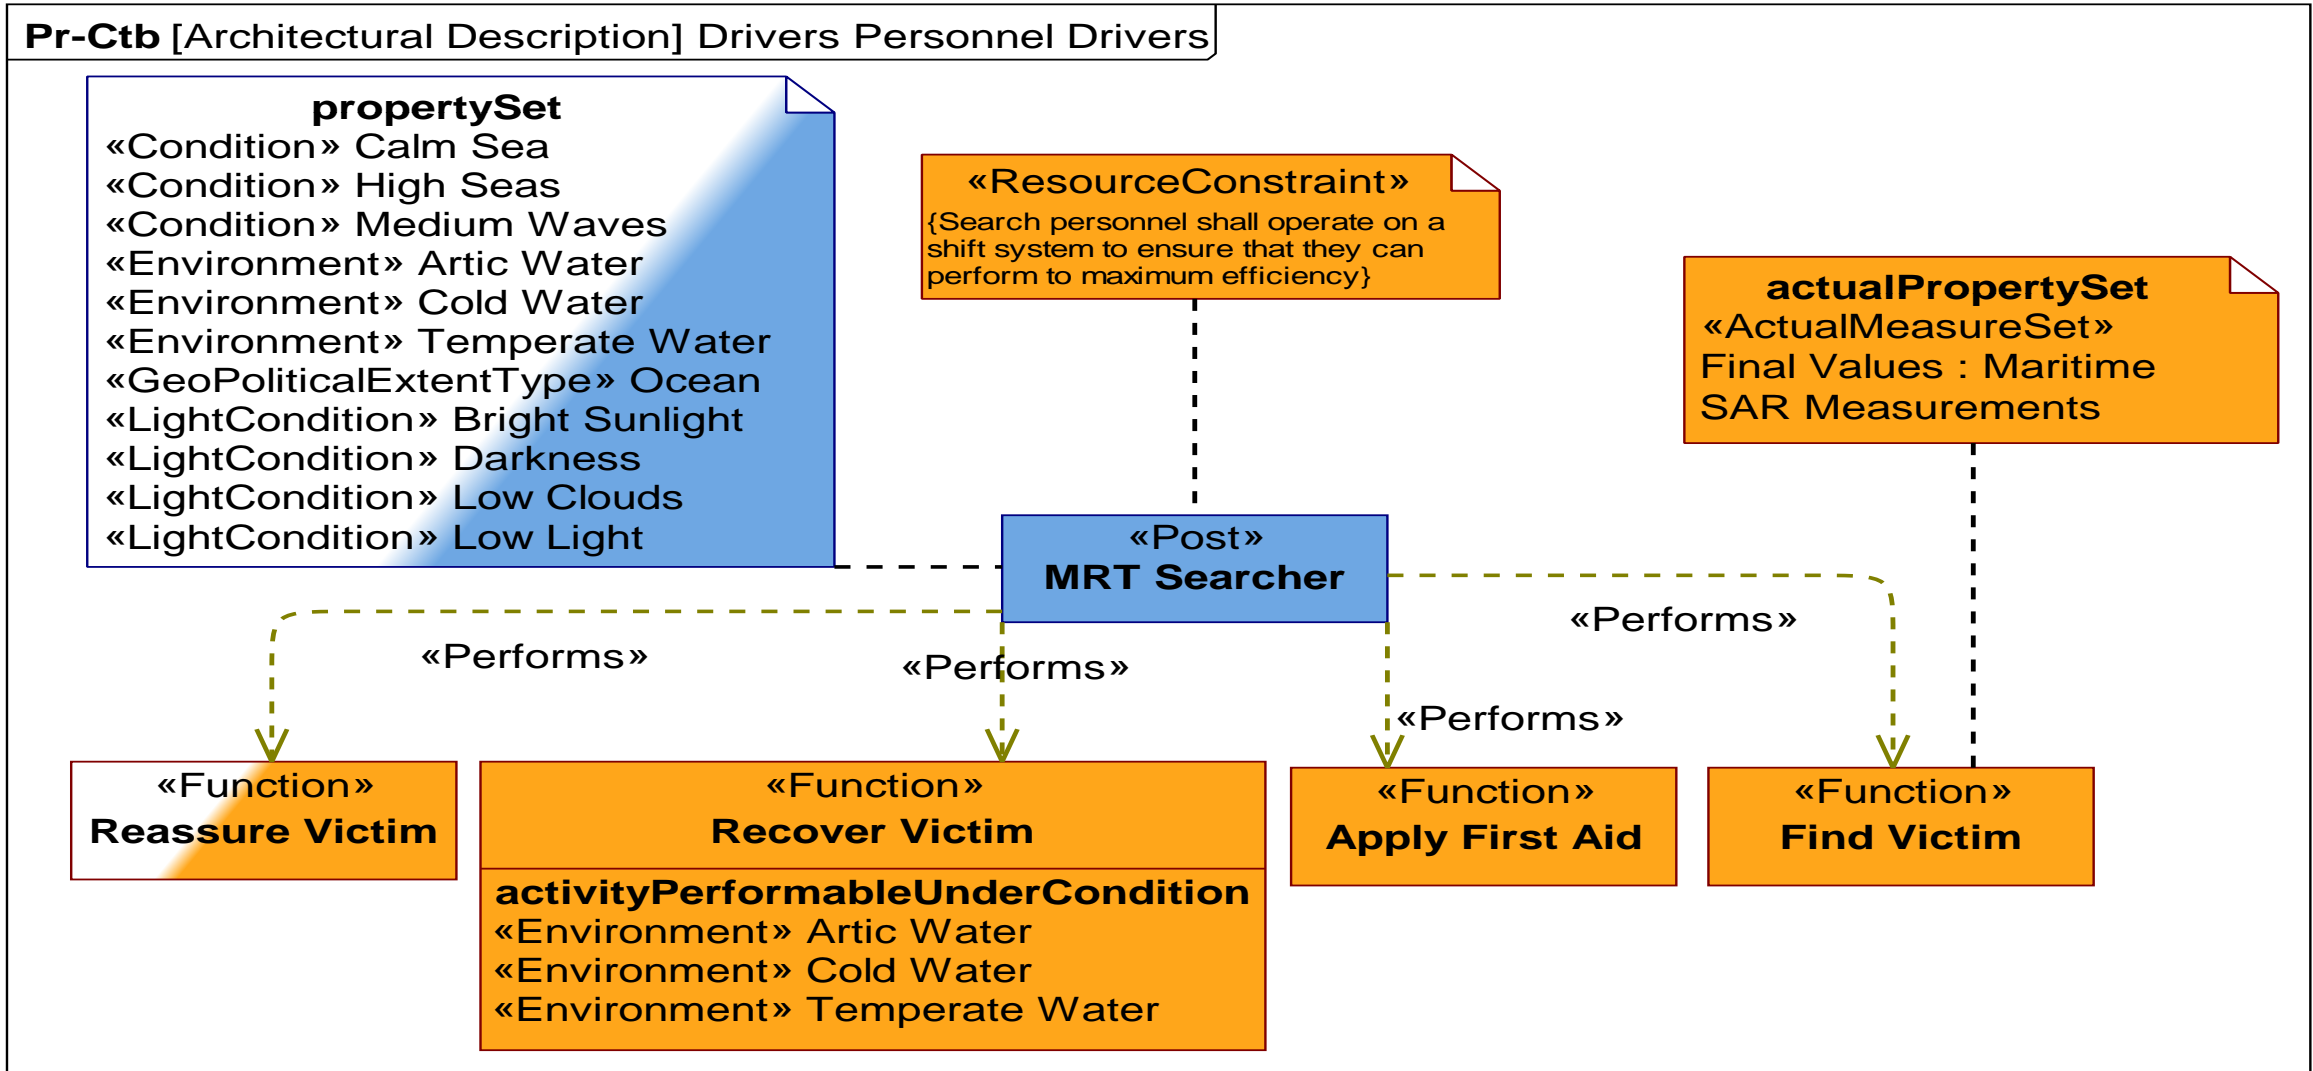 Pr-Ctb [Architectural Description] Drivers Personnel Drivers
propertySet
«Condition» Calm Sea
«Condition» High Seas
«Condition» Medium Waves
«Environment» Artic Water
«Environment» Cold Water
«Environment» Temperate Water
«GeoPoliticalExtentType» Ocean
«LightCondition» Bright Sunlight
«LightCondition» Darkness
«LightCondition» Low Clouds
«LightCondition» Low Light
«ResourceConstraint»
{Search personnel shall operate on a
shift system to ensure that they can
perform to maximum efficiency}
actualPropertySet
«ActualMeasureSet»
Final Values : Maritime
SAR Measurements
«Post»
MRT Searcher
«Performs»
«Performs»
«Performs»
«Performs»
«Function»
Reassure Victim
«Function»
Recover Victim
activityPerformableUnderCondition
«Environment» Artic Water
«Environment» Cold Water
«Environment» Temperate Water
«Function»
Apply First Aid
«Function»
Find Victim